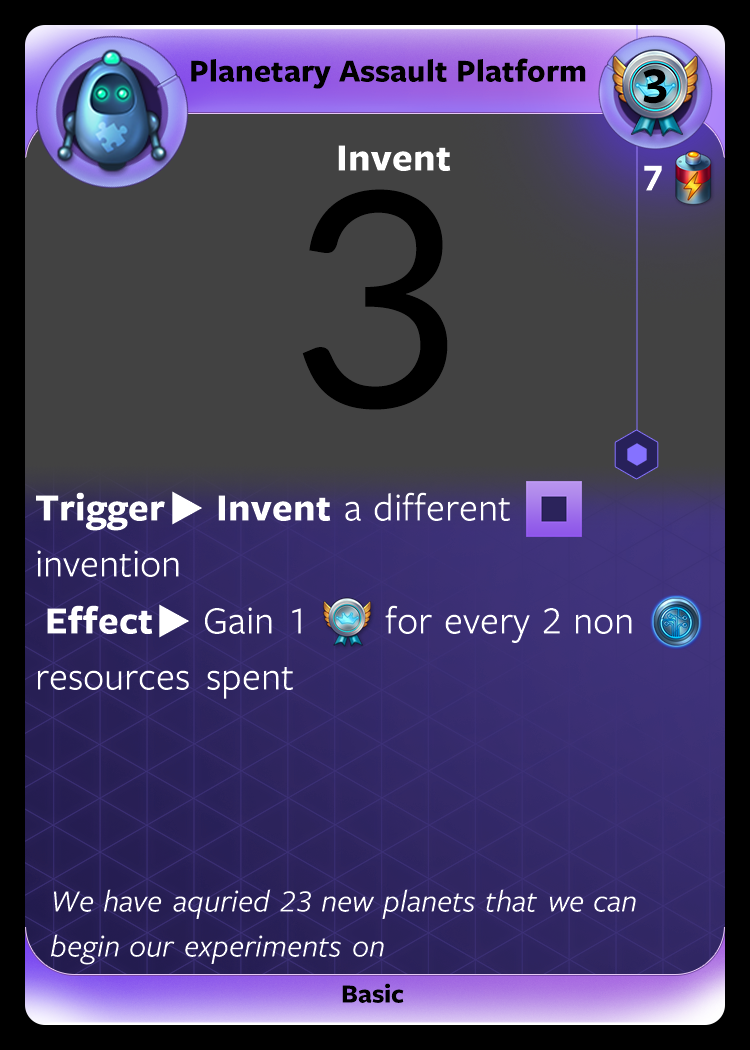 Planetary Assault Platform
3
Invent
7
3
Trigger▶ Invent a different
invention
Effect▶ Gain 1 for every 2 non
resources spent
We have aquried 23 new planets that we can
begin our experiments on
Basic